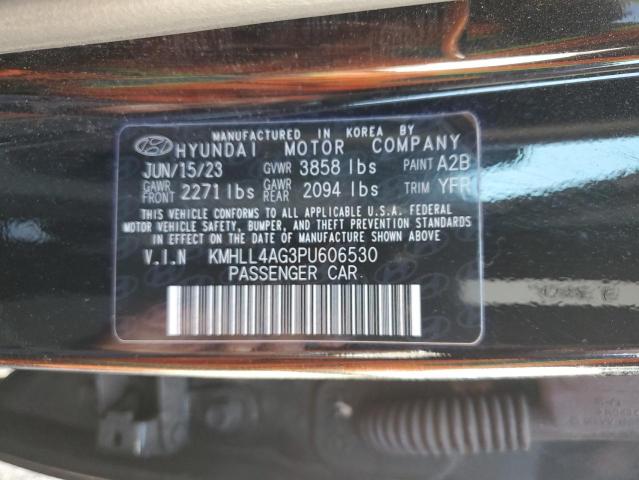 MANUFACTURED IN KOREA BY
HYUNDAI MOTOR COMPANY
JUN/15/23 GVWR 3858 lbs PAINT A2B
GAWR FRONT 2271 lbs GAWR REAR 2094 lbs TRIM YFR
THIS VEHICLE CONFORMS TO ALL APPLICABLE U.S.A. FEDERAL
MOTOR VEHICLE SAFETY, BUMPER, AND THEFT PREVENTION STANDARDS
IN EFFECT ON THE DATE OF MANUFACTURE SHOWN ABOVE
V.I.N KMHLL4AG3PU606530
PASSENGER CAR